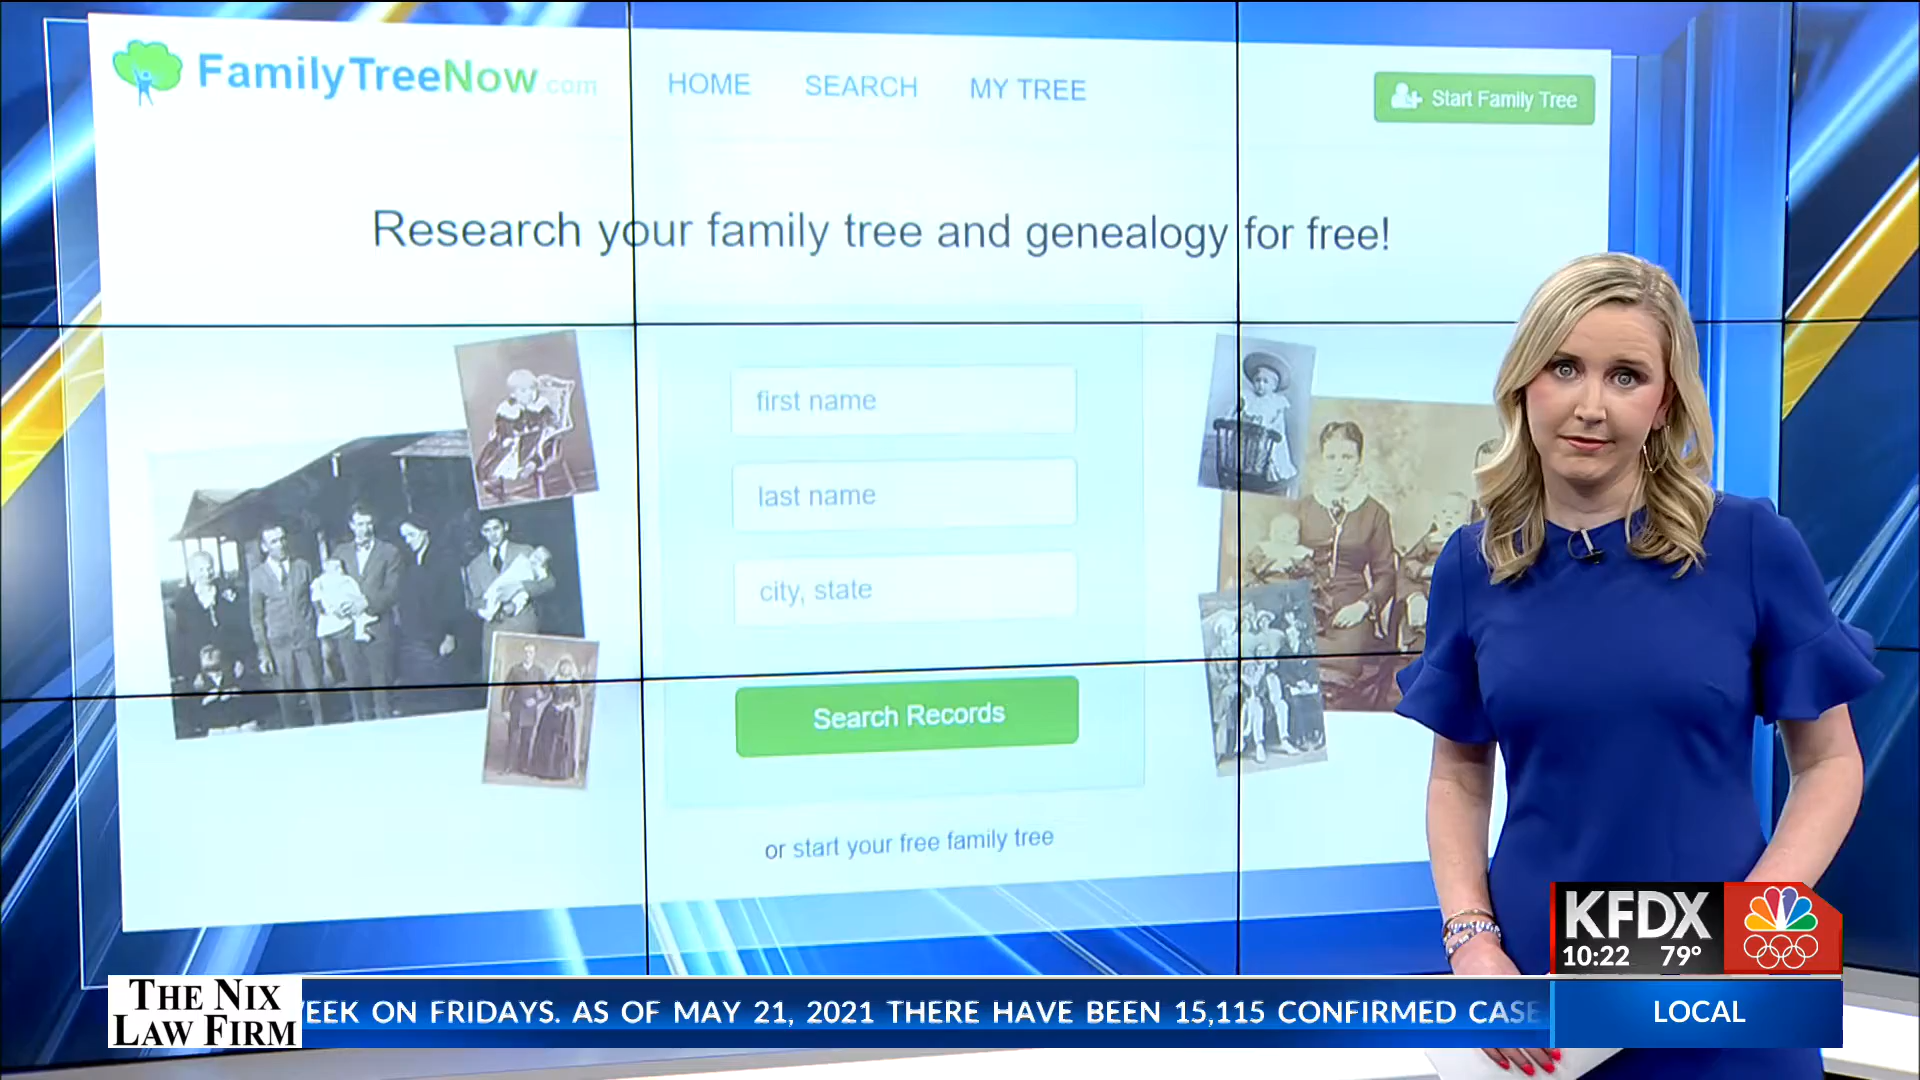 FamilyTreeNow.com
HOME SEARCH MY TREE
Start Family Tree
Research your family tree and genealogy for free!
first name
last name
city, state
Search Records
or start your free family tree
KFDX
10:22 79°
THE NIX
LAW FIRM
EEK ON FRIDAYS. AS OF MAY 21, 2021 THERE HAVE BEEN 15,115 CONFIRMED CASE
LOCAL